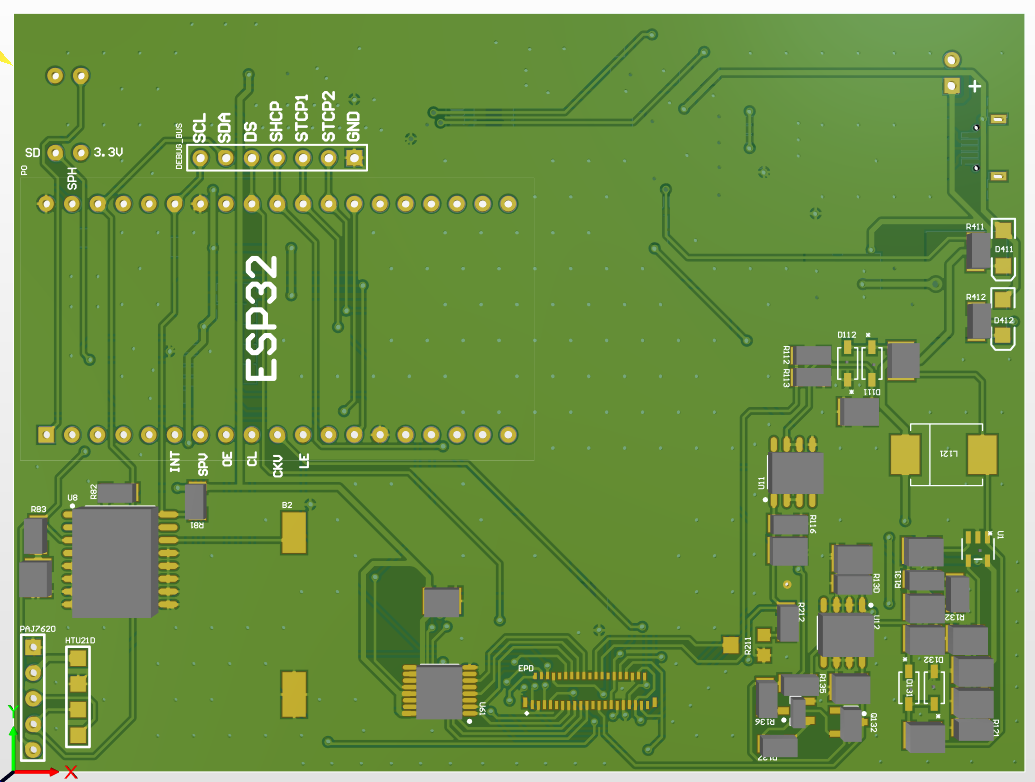 SCL
SDA
DS
SHCP
STCP1
STCP2
GND
DEBUG_BUS
SD
3.3V
P0
SPH
+
R411
D411
R412
D412
ESP32
D112
R112
R113
D111
L121
INT
SPV
OE
CL
CKV
LE
U11
U8
R82
R81
R83
B2
R116
U1
R130
R131
R132
PAJ7620
HTU21D
R212
U12
R211
EPD
D132
D131
R135
R136
Q132
R121
Y
X